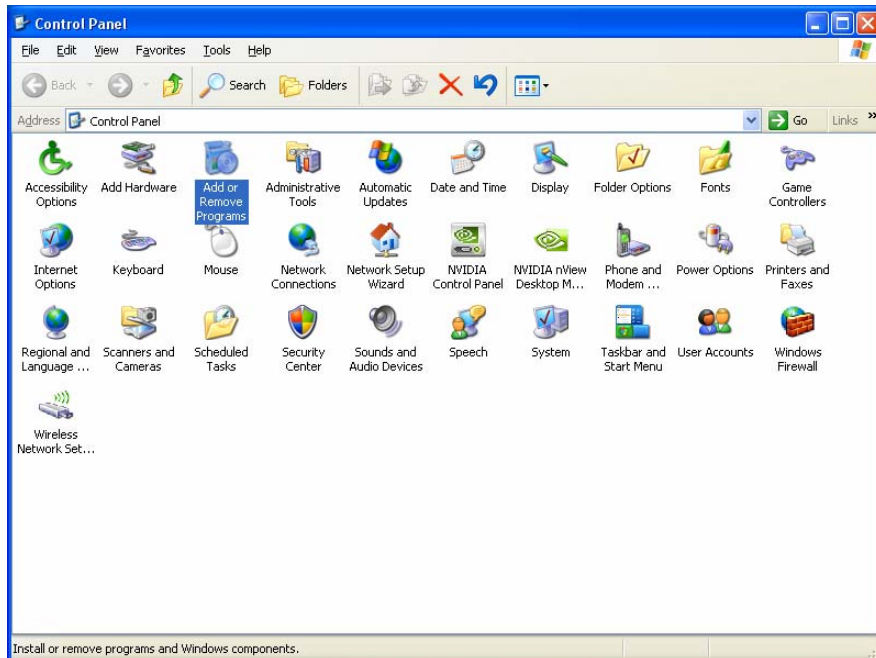 Control Panel
File Edit View Favorites Tools Help
Back Search Folders
Address Control Panel Go Links »
Accessibility Options
Add Hardware
Add or Remove Programs
Administrative Tools
Automatic Updates
Date and Time
Display
Folder Options
Fonts
Game Controllers
Internet Options
Keyboard
Mouse
Network Connections
Network Setup Wizard
NVIDIA Control Panel
NVIDIA nView Desktop M...
Phone and Modem ...
Power Options
Printers and Faxes
Regional and Language ...
Scanners and Cameras
Scheduled Tasks
Security Center
Sounds and Audio Devices
Speech
System
Taskbar and Start Menu
User Accounts
Windows Firewall
Wireless Network Set...
Install or remove programs and Windows components.